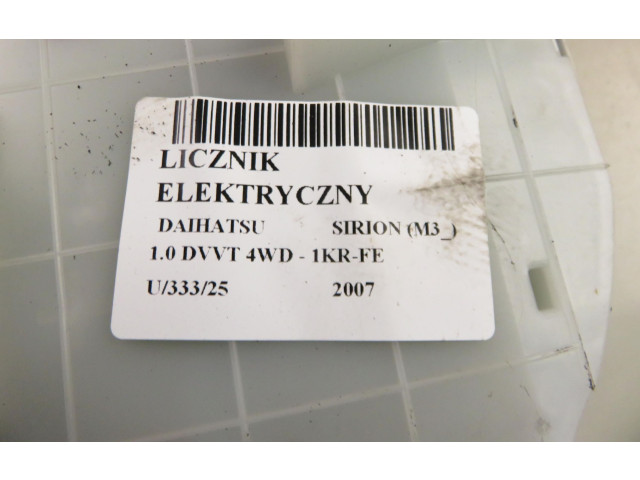 LICZNIK
ELEKTRYCZNY
DAIHATSU SIRION (M3_)
1.0 DVVT 4WD - 1KR-FE
U/333/25 2007